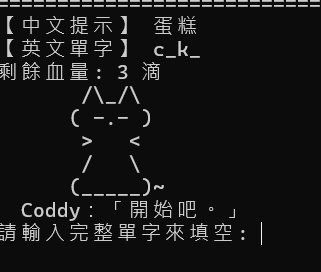 ==============================
【中文提示】 蛋糕
【英文單字】 c_k_
剩餘血量: 3 滴
        /\_/\
       ( -.- )
        >   <
        /   \
       (_____)~
  Coddy：「開始吧。」
請輸入完整單字來填空: